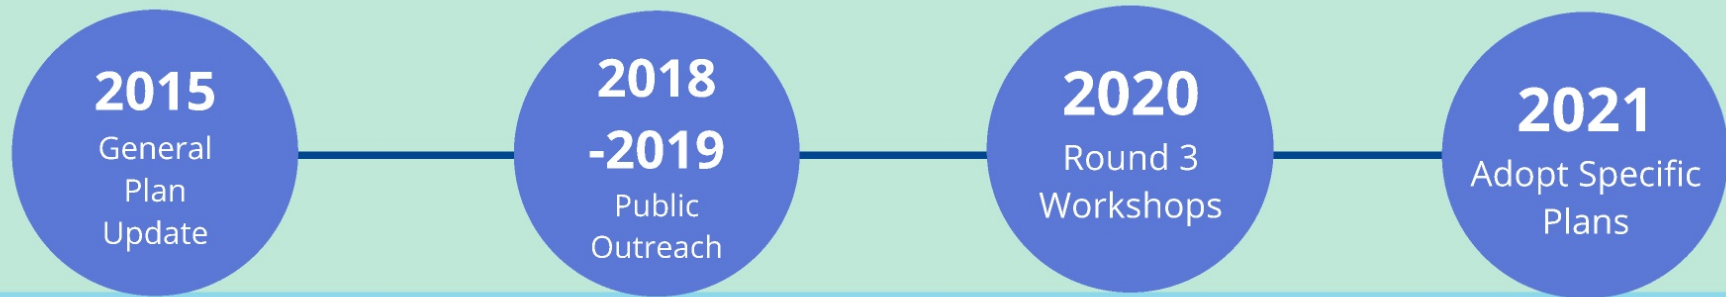 2015
General
Plan
Update
2018
-2019
Public
Outreach
2020
Round 3
Workshops
2021
Adopt Specific
Plans